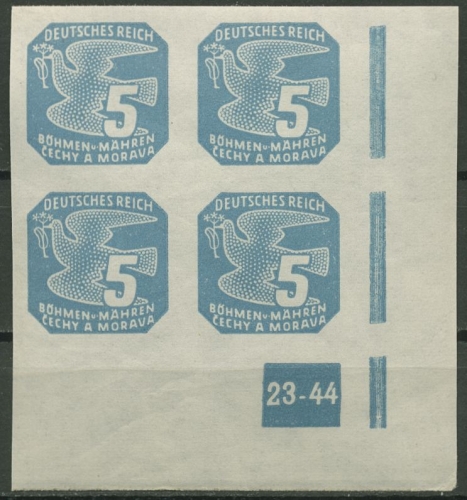 DEUTSCHES REICH
5
BÖHMEN u. MÄHREN
ČECHY A MORAVA
DEUTSCHES REICH
5
BÖHMEN u. MÄHREN
ČECHY A MORAVA
DEUTSCHES REICH
5
BÖHMEN u. MÄHREN
ČECHY A MORAVA
DEUTSCHES REICH
5
BÖHMEN u. MÄHREN
ČECHY A MORAVA
23-44